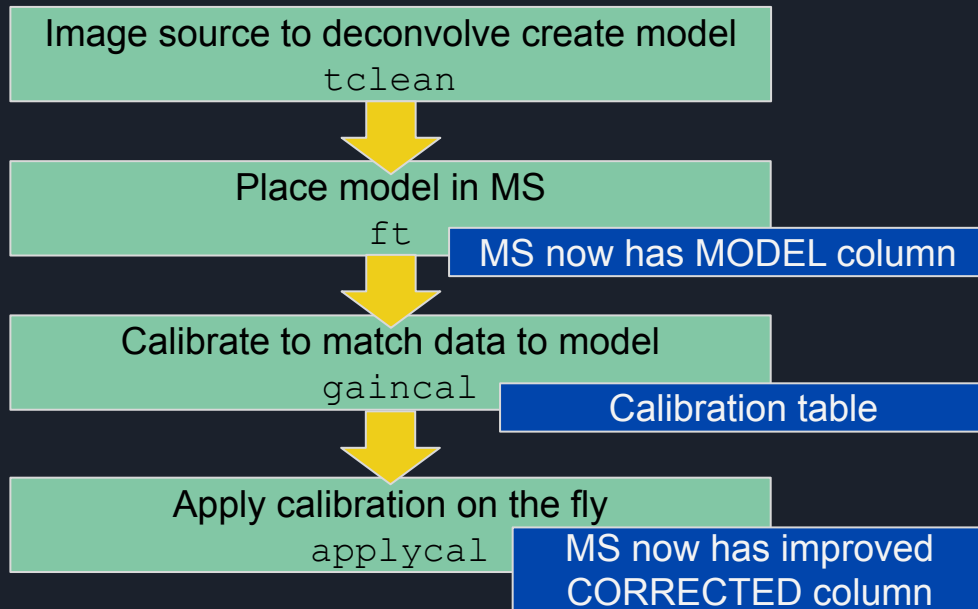 Image source to deconvolve create model
tclean
Place model in MS
ft
MS now has MODEL column
Calibrate to match data to model
gaincal
Calibration table
Apply calibration on the fly
applycal
MS now has improved
CORRECTED column